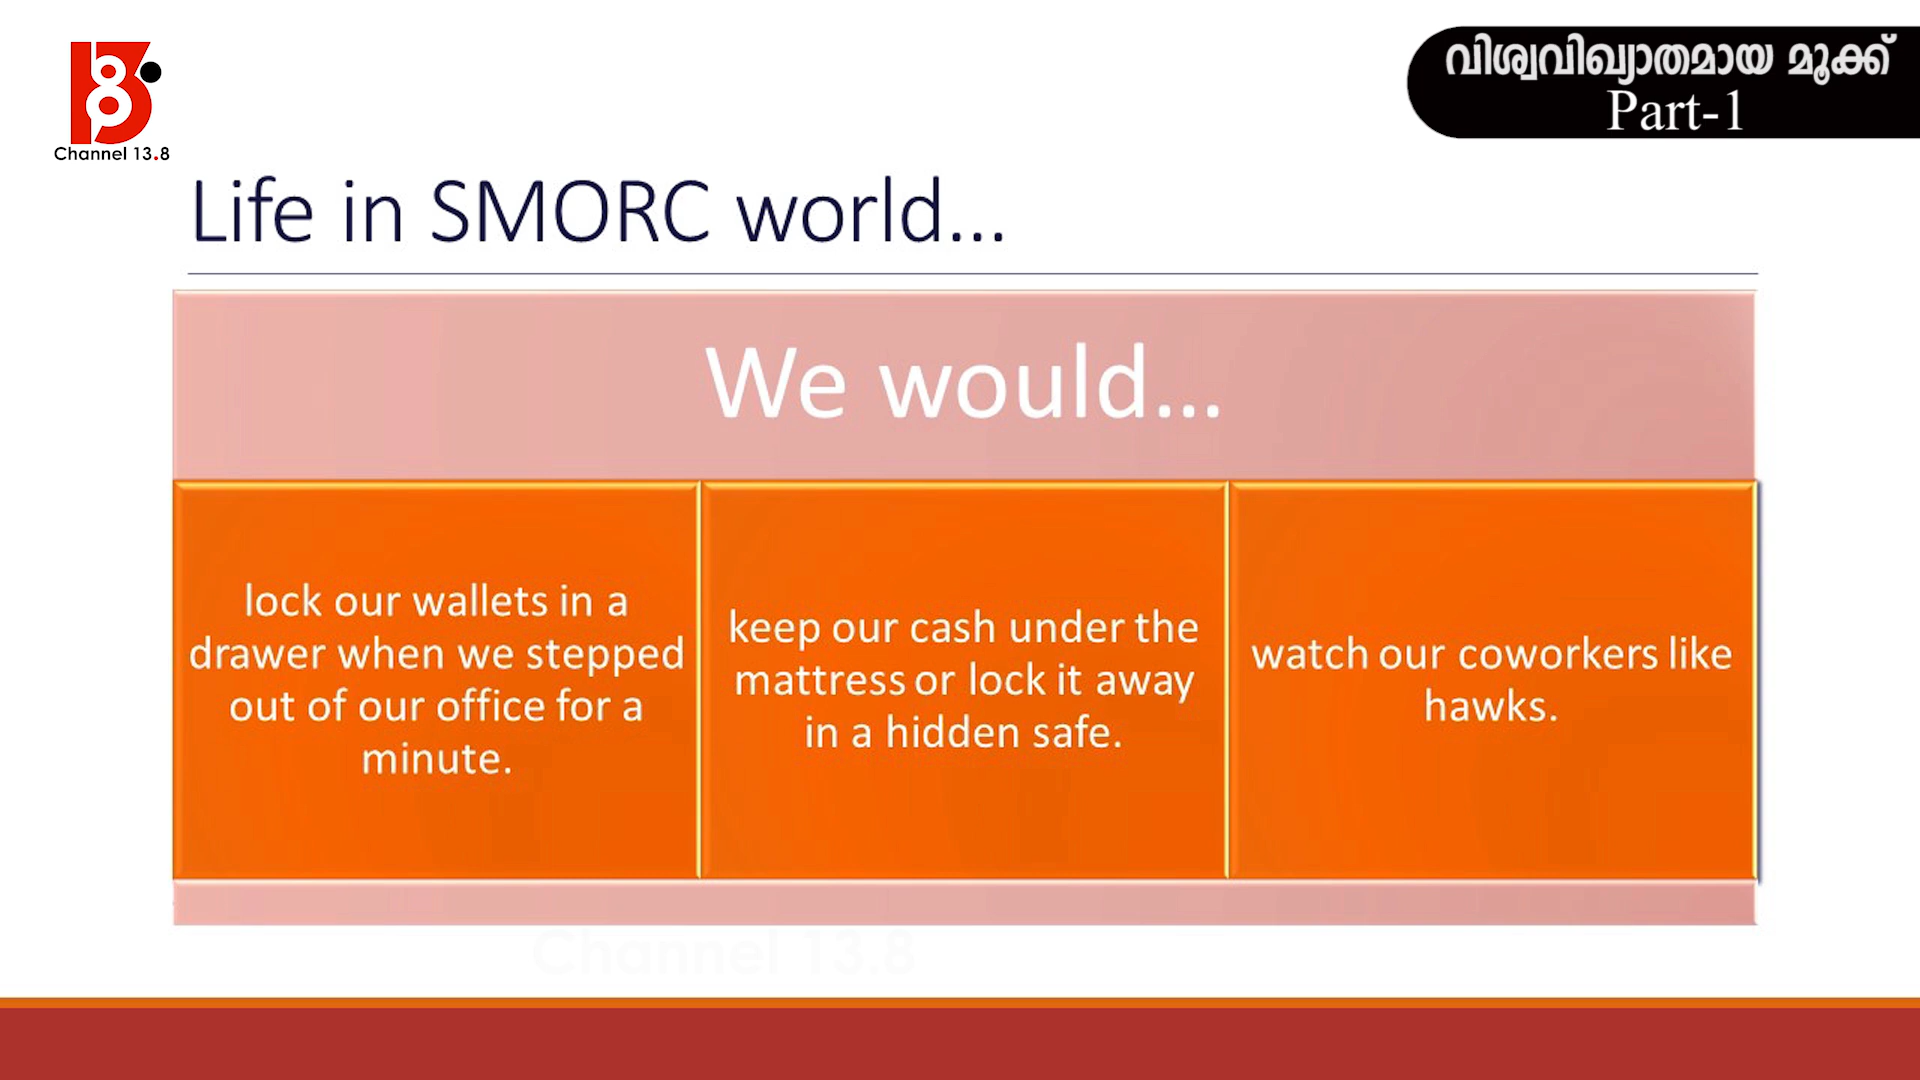 വിശ്വവിഖ്യാതമായ മൂക്ക്
Part-1
Channel 13.8
Life in SMORC world...
We would...
lock our wallets in a
drawer when we stepped
out of our office for a
minute.
keep our cash under the
mattress or lock it away
in a hidden safe.
watch our coworkers like
hawks.
Channel 13.8